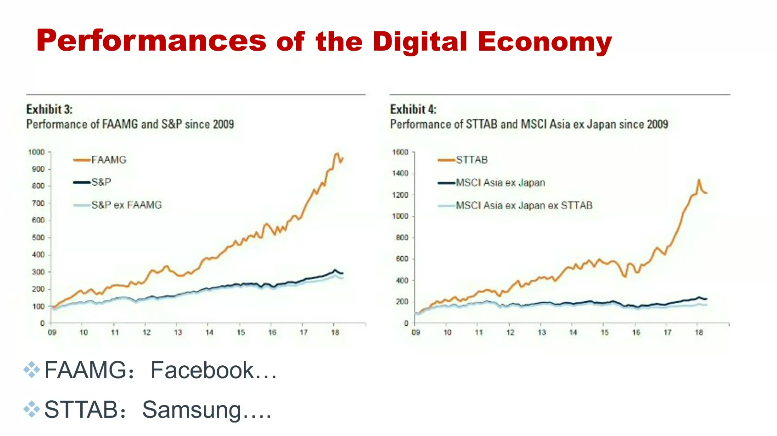 Performances of the Digital Economy
Exhibit 3:
Performance of FAAMG and S&P since 2009
1000
900
800
700
600
500
400
300
200
100
0
09 10 11 12 13 14 15 16 17 18
FAAMG
S&P
S&P ex FAAMG
Exhibit 4:
Performance of STTAB and MSCI Asia ex Japan since 2009
1600
1400
1200
1000
800
600
400
200
0
09 10 11 12 13 14 15 16 17 18
STTAB
MSCI Asia ex Japan
MSCI Asia ex Japan ex STTAB
FAAMG：Facebook…
STTAB：Samsung….